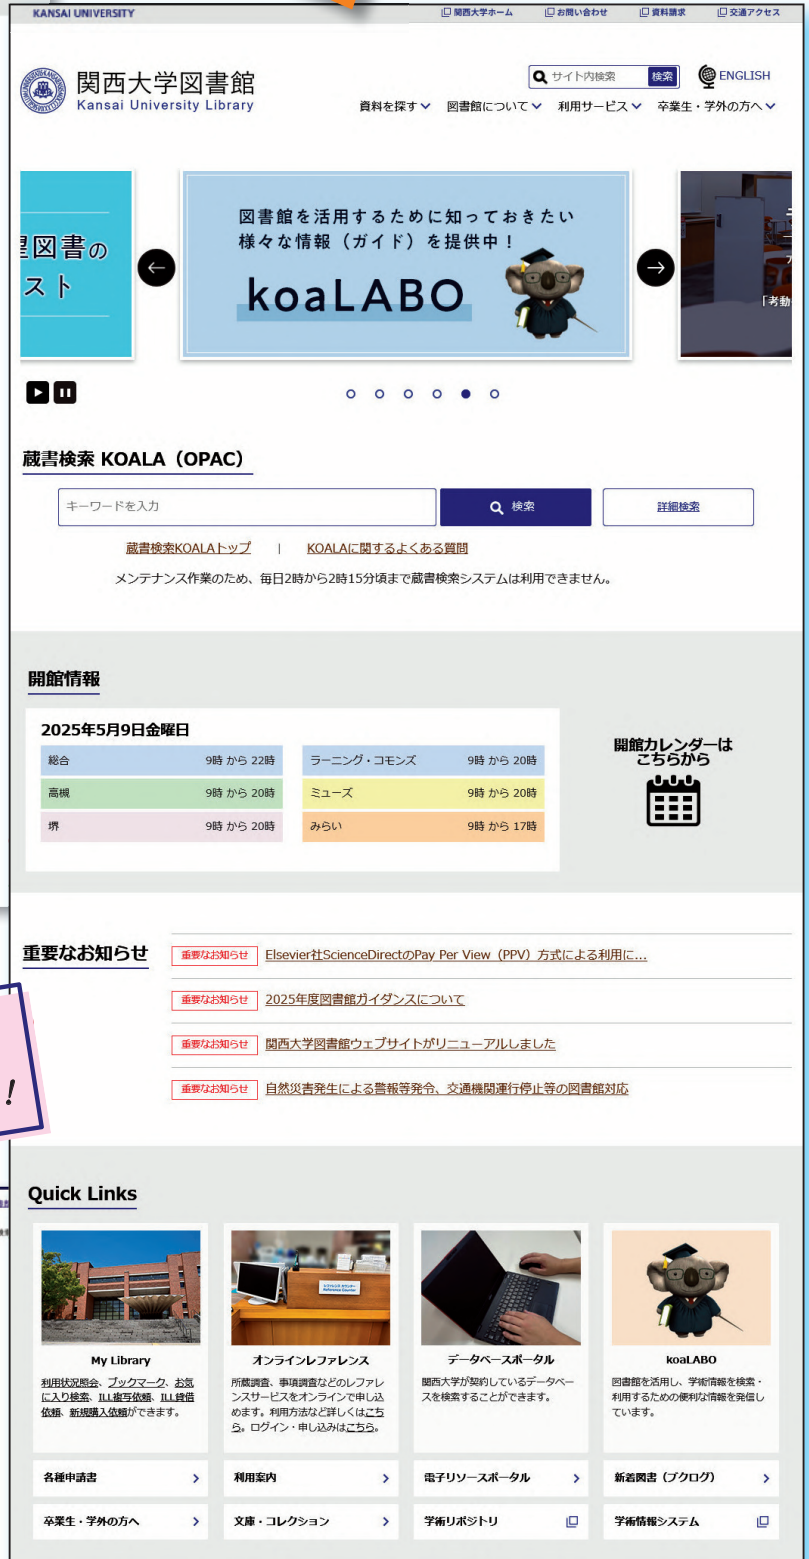 KANSAI UNIVERSITY
関西大学ホーム
お問い合わせ
資料請求
交通アクセス
関西大学図書館
Kansai University Library
サイト内検索
検索
ENGLISH
資料を探す
図書館について
利用サービス
卒業生・学外の方へ
図書の
スト
図書館を活用するために知っておきたい
様々な情報（ガイド）を提供中！
koaLABO
「考動
蔵書検索 KOALA（OPAC）
キーワードを入力
検索
詳細検索
蔵書検索KOALAトップ | KOALAに関するよくある質問
メンテナンス作業のため、毎日2時から2時15分頃まで蔵書検索システムは利用できません。
開館情報
2025年5月9日金曜日
総合 9時 から 22時
ラーニング・コモンズ 9時 から 20時
高槻 9時 から 20時
ミューズ 9時 から 20時
堺 9時 から 20時
みらい 9時 から 17時
開館カレンダーは
こちらから
重要なお知らせ
重要なお知らせ Elsevier社ScienceDirectのPay Per View（PPV）方式による利用に...
重要なお知らせ 2025年度図書館ガイダンスについて
重要なお知らせ 関西大学図書館ウェブサイトがリニューアルしました
重要なお知らせ 自然災害発生による警報等発令、交通機関運行停止等の図書館対応
!
Quick Links
レファレンス カウンター
Reference Counter
My Library
利用状況照会、ブックマーク、お気
に入り検索、ILL複写依頼、ILL貸借
依頼、新規購入依頼ができます。
オンラインレファレンス
所蔵調査、事項調査などのレファレ
ンスサービスをオンラインで申し込
めます。利用方法など詳しくはこち
ら。ログイン・申し込みはこちら。
データベースポータル
関西大学が契約しているデータベー
スを検索することができます。
koaLABO
図書館を活用し、学術情報を検索・
利用するための便利な情報を発信し
ています。
各種申請書
利用案内
電子リソースポータル
新着図書（ブクログ）
卒業生・学外の方へ
文庫・コレクション
学術リポジトリ
学術情報システム